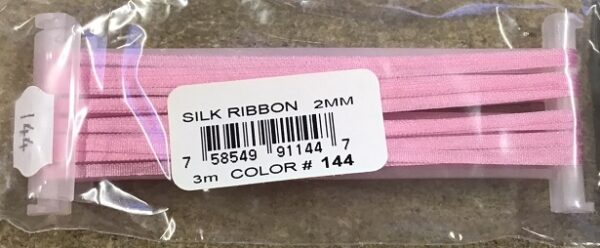 SILK RIBBON 2MM
7 58549 91144 7
3m COLOR # 144
144